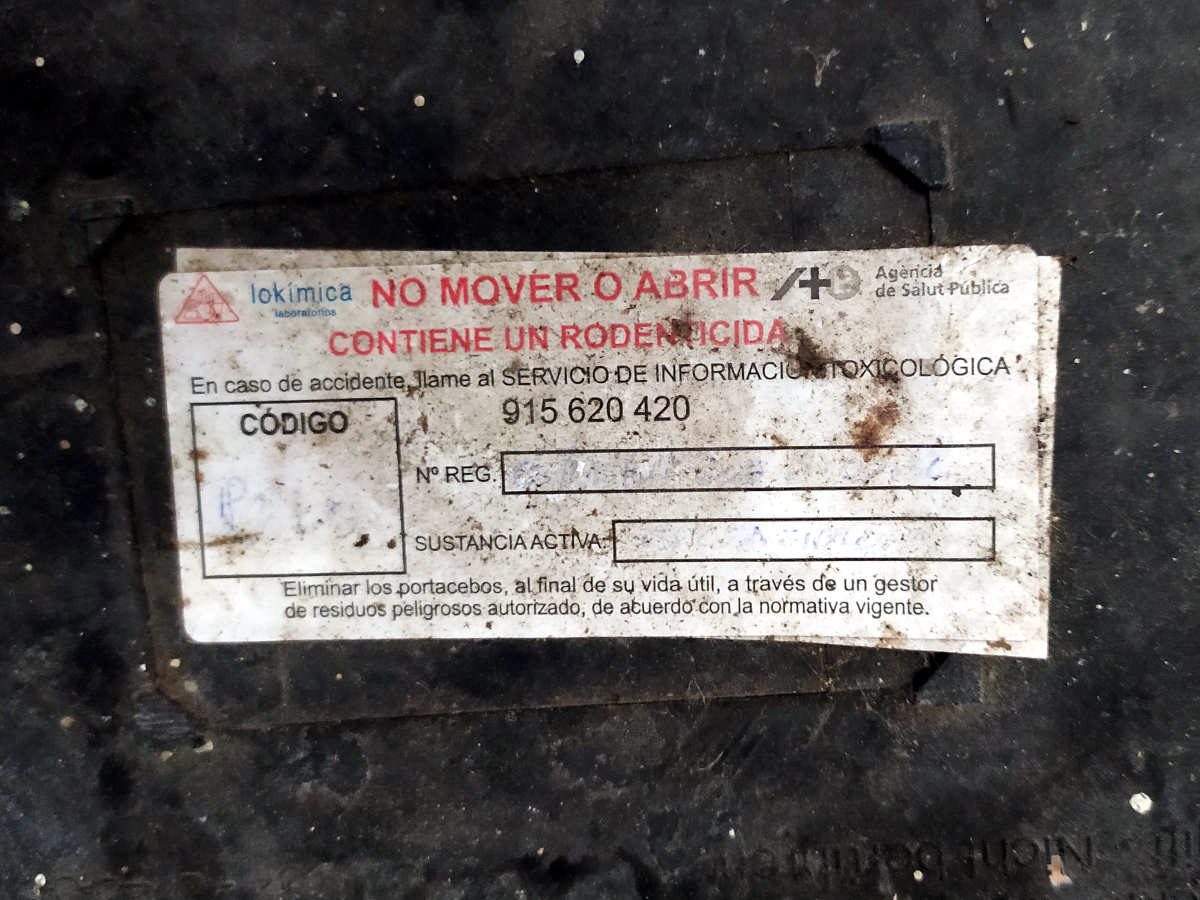 lokímica
laboratorios
NO MOVER O ABRIR
Agència
de Salut Pública
CONTIENE UN RODENTICIDA
En caso de accidente, llame al SERVICIO DE INFORMACIÓN TOXICOLÓGICA
915 620 420
CÓDIGO
Nº REG.
SUSTANCIA ACTIVA:
Eliminar los portacebos, al final de su vida útil, a través de un gestor
de residuos peligrosos autorizado, de acuerdo con la normativa vigente.
Nicht